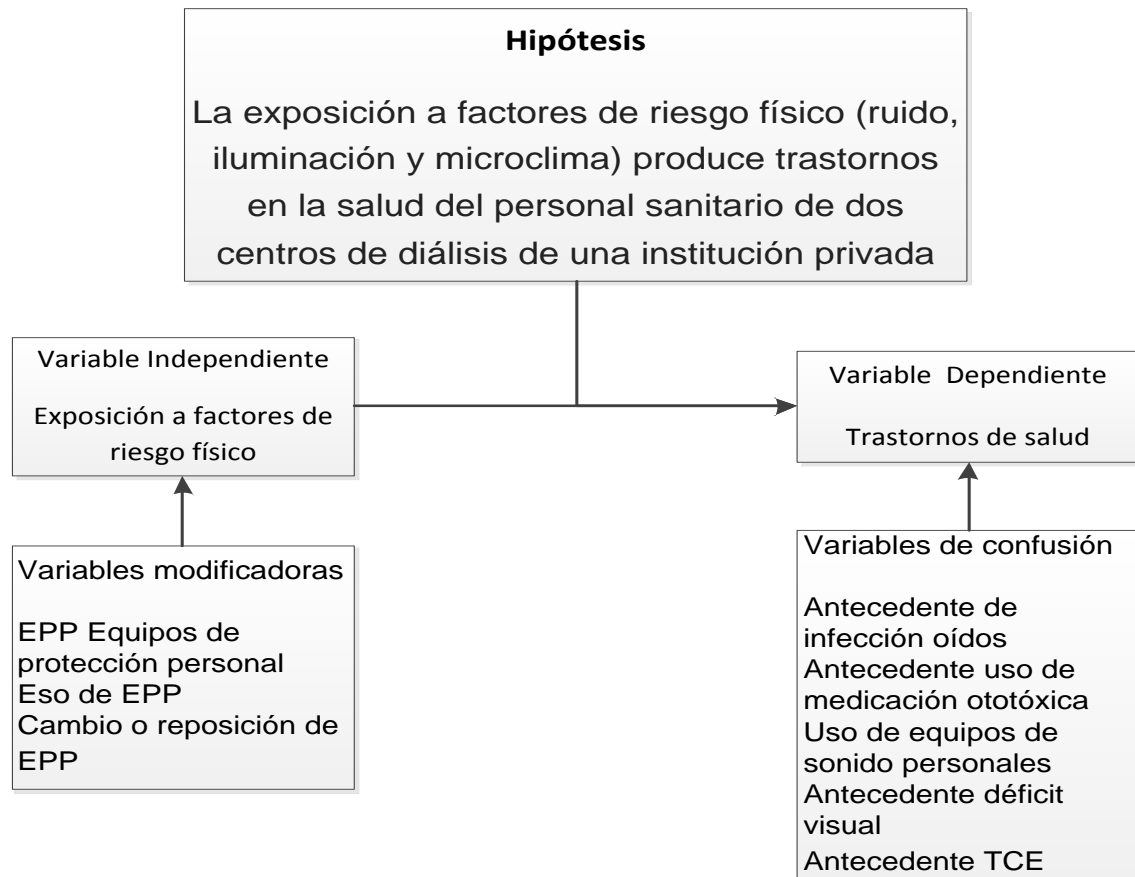 Hipótesis
La exposición a factores de riesgo físico (ruido,
iluminación y microclima) produce trastornos
en la salud del personal sanitario de dos
centros de diálisis de una institución privada
Variable Independiente
Exposición a factores de
riesgo físico
Variable Dependiente
Trastornos de salud
Variables modificadoras
EPP Equipos de
protección personal
Eso de EPP
Cambio o reposición de
EPP
Variables de confusión
Antecedente de
infección oídos
Antecedente uso de
medicación ototóxica
Uso de equipos de
sonido personales
Antecedente déficit
visual
Antecedente TCE